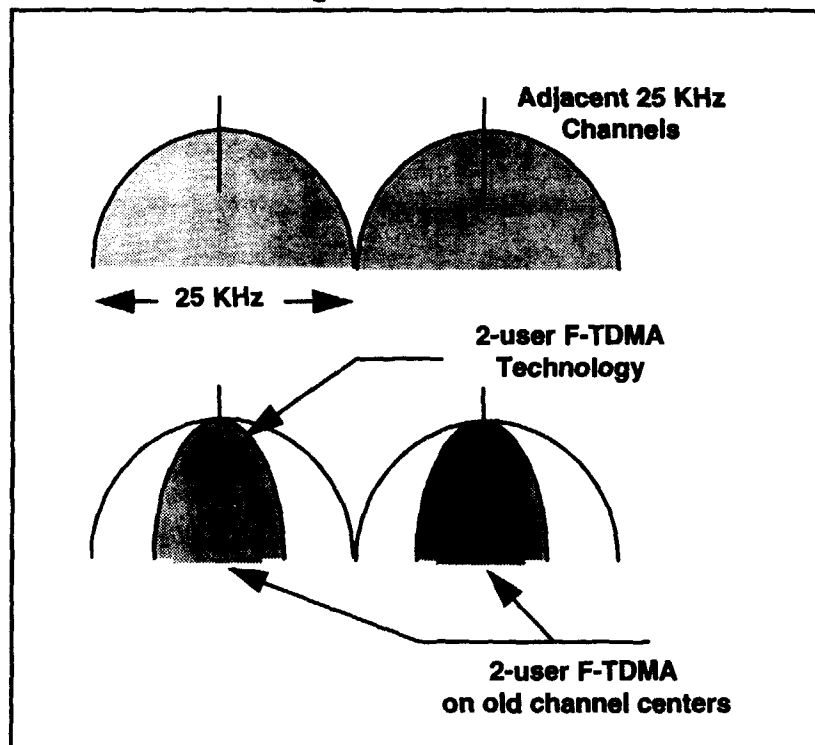 Adjacent 25 KHz
Channels
25 KHz
2-user F-TDMA
Technology
2-user F-TDMA
on old channel centers